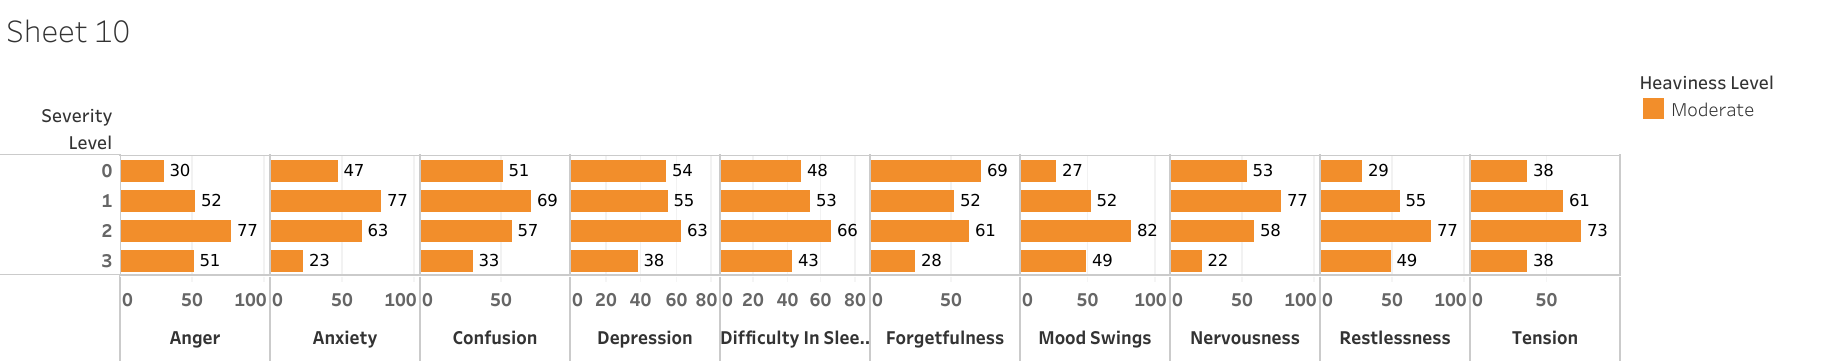 Sheet 10
Heaviness Level
Moderate
Severity
Level
0 30 47 51 54 48 69 27 53 29 38
1 52 77 69 55 53 52 52 77 55 61
2 77 63 57 63 66 61 82 58 77 73
3 51 23 33 38 43 28 49 22 49 38
0 50 100 0 50 100 0 50 0 20 40 60 80 0 20 40 60 80 0 50 0 50 100 0 50 100 0 50 100 0 50
Anger Anxiety Confusion Depression Difficulty In Slee.. Forgetfulness Mood Swings Nervousness Restlessness Tension